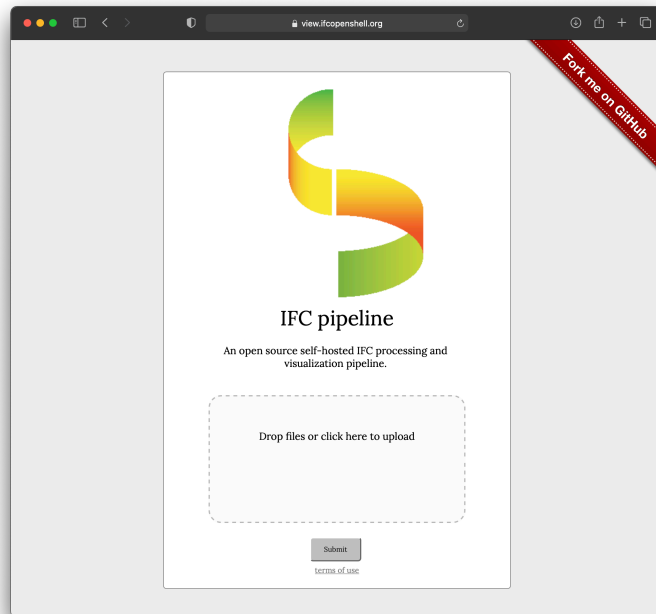 view.ifcopenshell.org
Fork me on GitHub
IFC pipeline
An open source self-hosted IFC processing and
visualization pipeline.
Drop files or click here to upload
Submit
terms of use